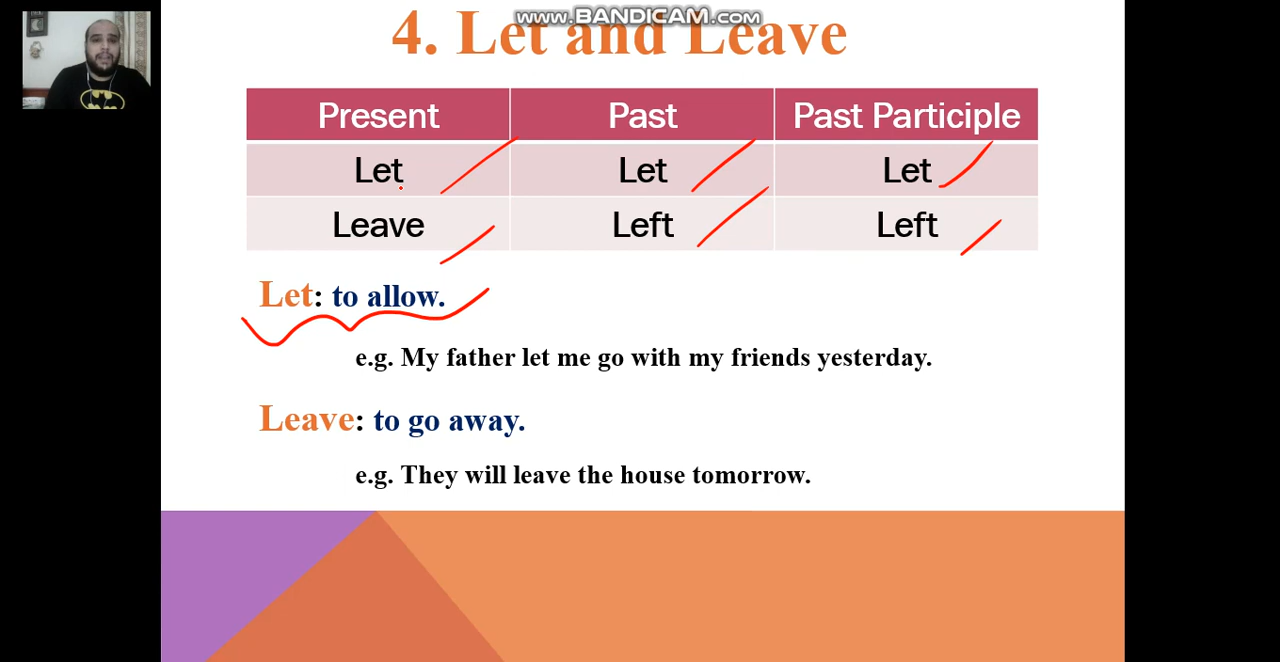 www.BANDICAM.com
4. Let and Leave
Present Past Past Participle
Let Let Let
Leave Left Left
Let: to allow.
e.g. My father let me go with my friends yesterday.
Leave: to go away.
e.g. They will leave the house tomorrow.